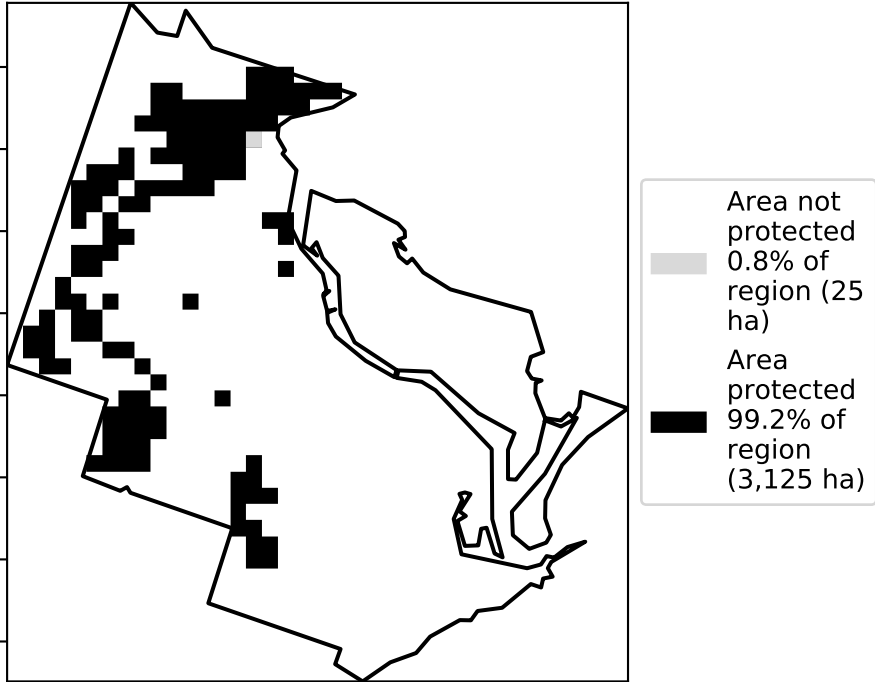 Area not
protected
0.8% of
region (25
ha)
Area
protected
99.2% of
region
(3,125 ha)